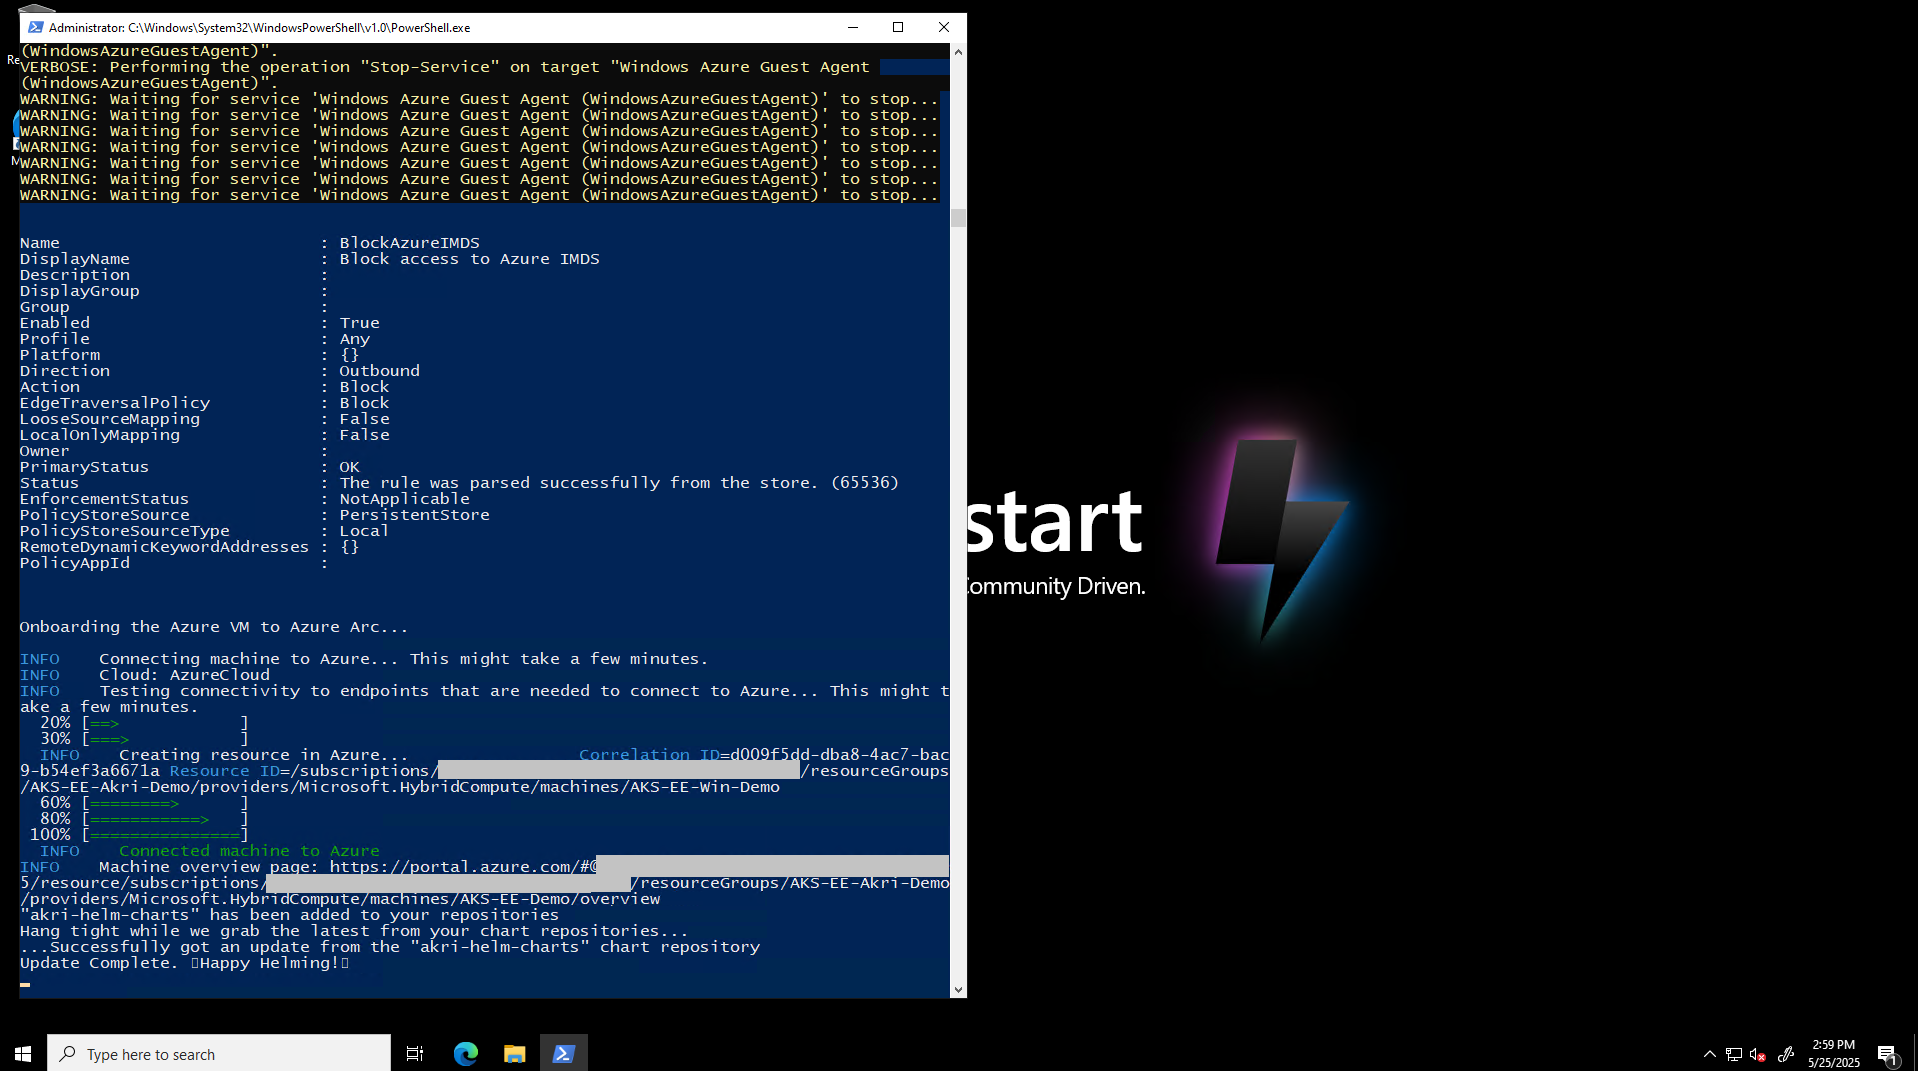 Administrator: C:\Windows\System32\WindowsPowerShell\v1.0\PowerShell.exe
Re
M
(WindowsAzureGuestAgent)".
VERBOSE: Performing the operation "Stop-Service" on target "Windows Azure Guest Agent
(WindowsAzureGuestAgent)".
WARNING: Waiting for service 'Windows Azure Guest Agent (WindowsAzureGuestAgent)' to stop...
WARNING: Waiting for service 'Windows Azure Guest Agent (WindowsAzureGuestAgent)' to stop...
WARNING: Waiting for service 'Windows Azure Guest Agent (WindowsAzureGuestAgent)' to stop...
WARNING: Waiting for service 'Windows Azure Guest Agent (WindowsAzureGuestAgent)' to stop...
WARNING: Waiting for service 'Windows Azure Guest Agent (WindowsAzureGuestAgent)' to stop...
WARNING: Waiting for service 'Windows Azure Guest Agent (WindowsAzureGuestAgent)' to stop...
WARNING: Waiting for service 'Windows Azure Guest Agent (WindowsAzureGuestAgent)' to stop...
Name : BlockAzureIMDS
DisplayName : Block access to Azure IMDS
Description :
DisplayGroup :
Group :
Enabled : True
Profile : Any
Platform : {}
Direction : Outbound
Action : Block
EdgeTraversalPolicy : Block
LooseSourceMapping : False
LocalOnlyMapping : False
Owner :
PrimaryStatus : OK
Status : The rule was parsed successfully from the store. (65536)
EnforcementStatus : NotApplicable
PolicyStoreSource : PersistentStore
PolicyStoreSourceType : Local
RemoteDynamicKeywordAddresses : {}
PolicyAppId :
Onboarding the Azure VM to Azure Arc...
INFO Connecting machine to Azure... This might take a few minutes.
INFO Cloud: AzureCloud
INFO Testing connectivity to endpoints that are needed to connect to Azure... This might t
ake a few minutes.
20% [==> ]
30% [===> ]
INFO Creating resource in Azure... Correlation ID=d009f5dd-dba8-4ac7-bac
9-b54ef3a6671a Resource ID=/subscriptions/ /resourceGroups
/AKS-EE-Akri-Demo/providers/Microsoft.HybridCompute/machines/AKS-EE-Win-Demo
60% [========> ]
80% [===========> ]
100% [===============]
INFO Connected machine to Azure
INFO Machine overview page: https://portal.azure.com/#@
5/resource/subscriptions/ /resourceGroups/AKS-EE-Akri-Demo
/providers/Microsoft.HybridCompute/machines/AKS-EE-Demo/overview
"akri-helm-charts" has been added to your repositories
Hang tight while we grab the latest from your chart repositories...
...Successfully got an update from the "akri-helm-charts" chart repository
Update Complete. ▯Happy Helming!▯
start
Community Driven.
Type here to search
2:59 PM
5/25/2025
1